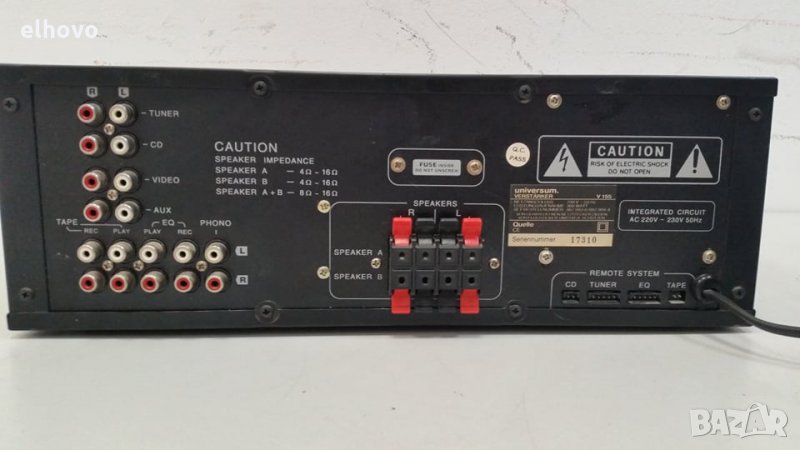 elhovo
R L
TUNER
CD
VIDEO
AUX
CAUTION
SPEAKER IMPEDANCE
SPEAKER A — 4Ω - 16Ω
SPEAKER B — 4Ω - 16Ω
SPEAKER A + B — 8Ω - 16Ω
FUSE INSIDE
DO NOT UNSCREW
Q.C.
PASS
CAUTION
RISK OF ELECTRIC SHOCK
DO NOT OPEN
universum.
VERSTÄRKER V 155
Quelle
CE
Seriennummer: 17310
INTEGRATED CIRCUIT
AC 220V - 230V 50Hz
TAPE EQ PHONO
REC PLAY PLAY REC I
L
R
SPEAKERS
R L
SPEAKER A
SPEAKER B
REMOTE SYSTEM
CD TUNER EQ TAPE
BAZAR